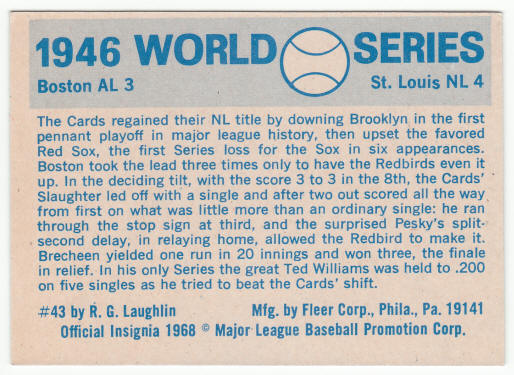 1946 WORLD SERIES
Boston AL 3 St. Louis NL 4
The Cards regained their NL title by downing Brooklyn in the first
pennant playoff in major league history, then upset the favored
Red Sox, the first Series loss for the Sox in six appearances.
Boston took the lead three times only to have the Redbirds even it
up. In the deciding tilt, with the score 3 to 3 in the 8th, the Cards'
Slaughter led off with a single and after two out scored all the way
from first on what was little more than an ordinary single: he ran
through the stop sign at third, and the surprised Pesky's split-
second delay, in relaying home, allowed the Redbird to make it.
Brecheen yielded one run in 20 innings and won three, the finale
in relief. In his only Series the great Ted Williams was held to .200
on five singles as he tried to beat the Cards' shift.
#43 by R. G. Laughlin Mfg. by Fleer Corp., Phila., Pa. 19141
Official Insignia 1968 © Major League Baseball Promotion Corp.